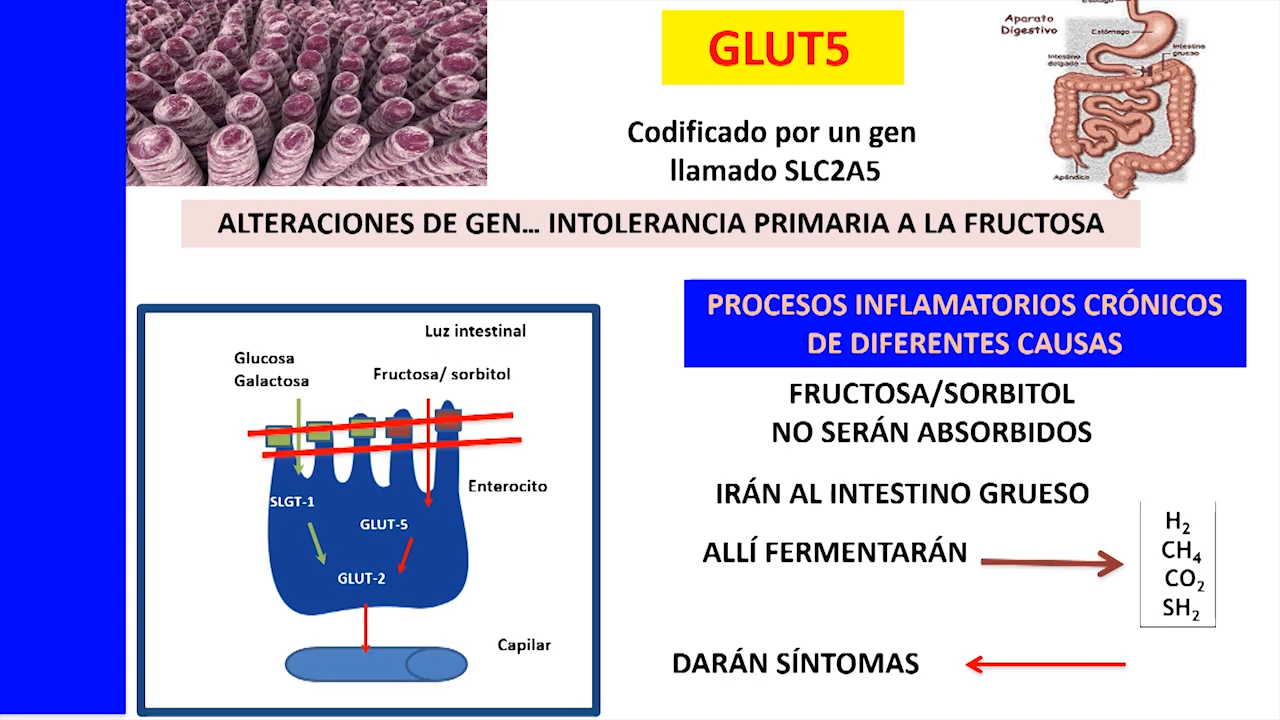 GLUT5
Aparato
Digestivo
Esófago
Estómago
Intestino
delgado
Intestino
grueso
Apéndice
Codificado por un gen
llamado SLC2A5
ALTERACIONES DE GEN... INTOLERANCIA PRIMARIA A LA FRUCTOSA
Luz intestinal
Glucosa
Galactosa
Fructosa/ sorbitol
Enterocito
SLGT-1
GLUT-5
GLUT-2
Capilar
PROCESOS INFLAMATORIOS CRÓNICOS
DE DIFERENTES CAUSAS
FRUCTOSA/SORBITOL
NO SERÁN ABSORBIDOS
IRÁN AL INTESTINO GRUESO
ALLÍ FERMENTARÁN
H₂
CH₄
CO₂
SH₂
DARÁN SÍNTOMAS